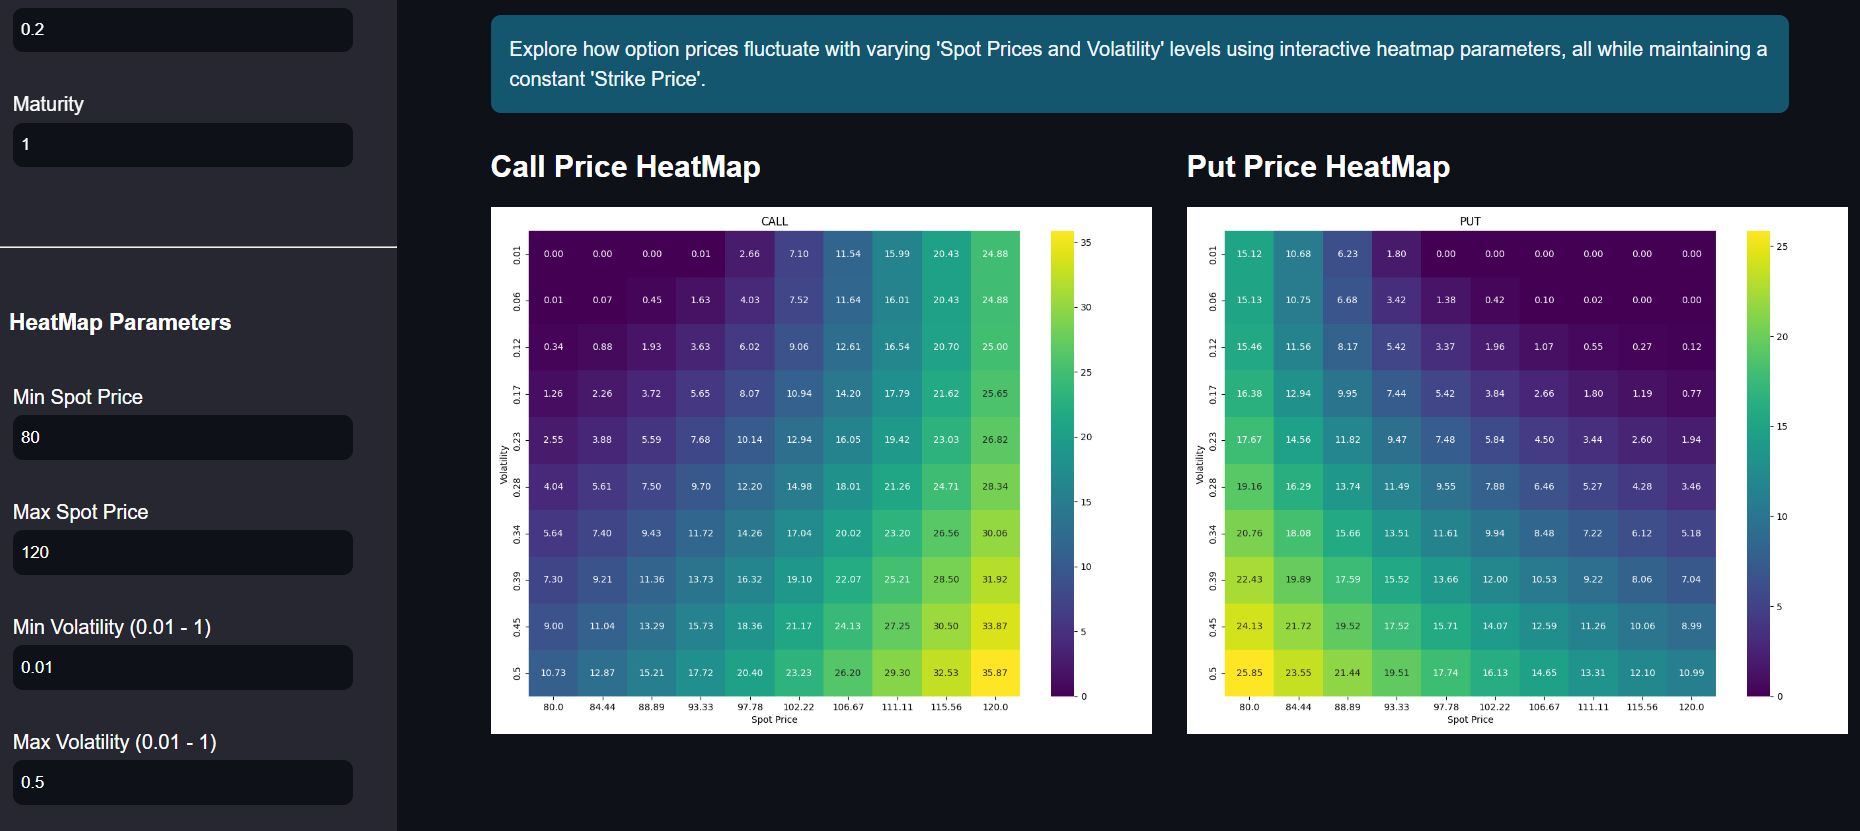 0.2
Maturity
1
HeatMap Parameters
Min Spot Price
80
Max Spot Price
120
Min Volatility (0.01 - 1)
0.01
Max Volatility (0.01 - 1)
0.5
Explore how option prices fluctuate with varying 'Spot Prices and Volatility' levels using interactive heatmap parameters, all while maintaining a
constant 'Strike Price'.
Call Price HeatMap
CALL
0.01 0.00 0.00 0.00 0.01 2.66 7.10 11.54 15.99 20.43 24.88
0.06 0.01 0.07 0.45 1.63 4.03 7.52 11.64 16.01 20.43 24.88
0.12 0.34 0.88 1.93 3.63 6.02 9.06 12.61 16.54 20.70 25.00
0.17 1.26 2.26 3.72 5.65 8.07 10.94 14.20 17.79 21.62 25.65
0.23 2.55 3.88 5.59 7.68 10.14 12.94 16.05 19.42 23.03 26.82
0.28 4.04 5.61 7.50 9.70 12.20 14.98 18.01 21.26 24.71 28.34
0.34 5.64 7.40 9.43 11.72 14.26 17.04 20.02 23.20 26.56 30.06
0.39 7.30 9.21 11.36 13.73 16.32 19.10 22.07 25.21 28.50 31.92
0.45 9.00 11.04 13.29 15.73 18.36 21.17 24.13 27.25 30.50 33.87
0.5 10.73 12.87 15.21 17.72 20.40 23.23 26.20 29.30 32.53 35.87
80.0 84.44 88.89 93.33 97.78 102.22 106.67 111.11 115.56 120.0
Spot Price
Volatility
35
30
25
20
15
10
5
0
Put Price HeatMap
PUT
0.01 15.12 10.68 6.23 1.80 0.00 0.00 0.00 0.00 0.00 0.00
0.06 15.13 10.75 6.68 3.42 1.38 0.42 0.10 0.02 0.00 0.00
0.12 15.46 11.56 8.17 5.42 3.37 1.96 1.07 0.55 0.27 0.12
0.17 16.38 12.94 9.95 7.44 5.42 3.84 2.66 1.80 1.19 0.77
0.23 17.67 14.56 11.82 9.47 7.48 5.84 4.50 3.44 2.60 1.94
0.28 19.16 16.29 13.74 11.49 9.55 7.88 6.46 5.27 4.28 3.46
0.34 20.76 18.08 15.66 13.51 11.61 9.94 8.48 7.22 6.12 5.18
0.39 22.43 19.89 17.59 15.52 13.66 12.00 10.53 9.22 8.06 7.04
0.45 24.13 21.72 19.52 17.52 15.71 14.07 12.59 11.26 10.06 8.99
0.5 25.85 23.55 21.44 19.51 17.74 16.13 14.65 13.31 12.10 10.99
80.0 84.44 88.89 93.33 97.78 102.22 106.67 111.11 115.56 120.0
Spot Price
Volatility
25
20
15
10
5
0